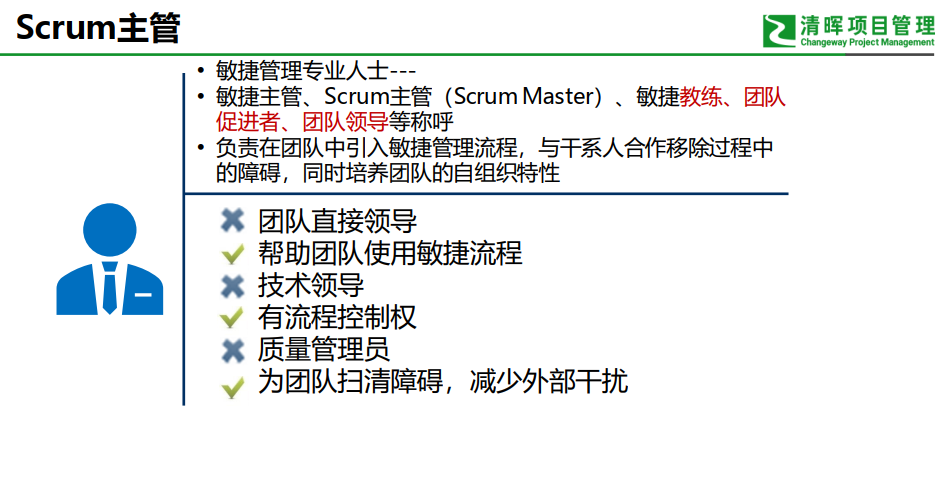 Scrum主管
清晖项目管理
Changeway Project Management
• 敏捷管理专业人士---
• 敏捷主管、Scrum主管（Scrum Master）、敏捷教练、团队
促进者、团队领导等称呼
• 负责在团队中引入敏捷管理流程，与干系人合作移除过程中
的障碍，同时培养团队的自组织特性
团队直接领导
帮助团队使用敏捷流程
技术领导
有流程控制权
质量管理员
为团队扫清障碍，减少外部干扰